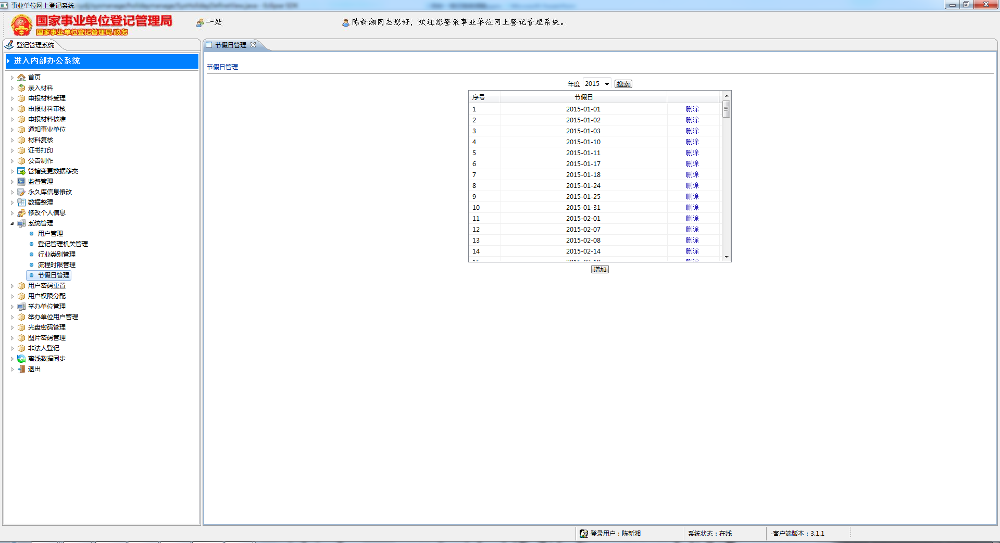 事业单位网上登记系统
国家事业单位登记管理局
国家事业单位登记管理局.政务
一处
陈新湘同志您好，欢迎您登录事业单位网上登记管理系统。
登记管理系统
进入内部办公系统
首页
录入材料
申报材料受理
申报材料审核
申报材料核准
通知事业单位
材料复核
证书打印
公告制作
管辖变更数据移交
监督管理
永久库信息修改
数据整理
修改个人信息
系统管理
用户管理
登记管理机关管理
行业类别管理
流程时限管理
节假日管理
用户密码重置
用户权限分配
举办单位管理
举办单位用户管理
光盘密码管理
图片密码管理
非法人登记
离线数据同步
退出
节假日管理
节假日管理
年度 2015 搜索
序号 节假日
1 2015-01-01 删除
2 2015-01-02 删除
3 2015-01-03 删除
4 2015-01-10 删除
5 2015-01-11 删除
6 2015-01-17 删除
7 2015-01-18 删除
8 2015-01-24 删除
9 2015-01-25 删除
10 2015-01-31 删除
11 2015-02-01 删除
12 2015-02-07 删除
13 2015-02-08 删除
14 2015-02-14 删除
增加
登录用户：陈新湘 系统状态：在线 -客户端版本：3.1.1